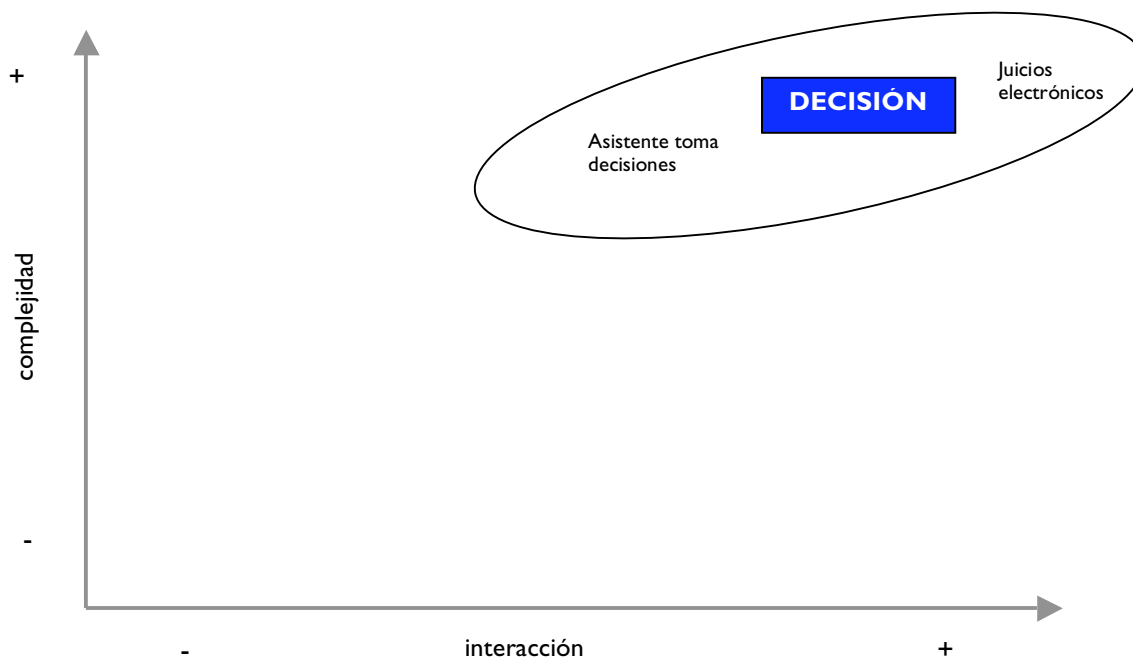 +
Juicios
electrónicos
DECISIÓN
Asistente toma
decisiones
complejidad
-
- interacción +